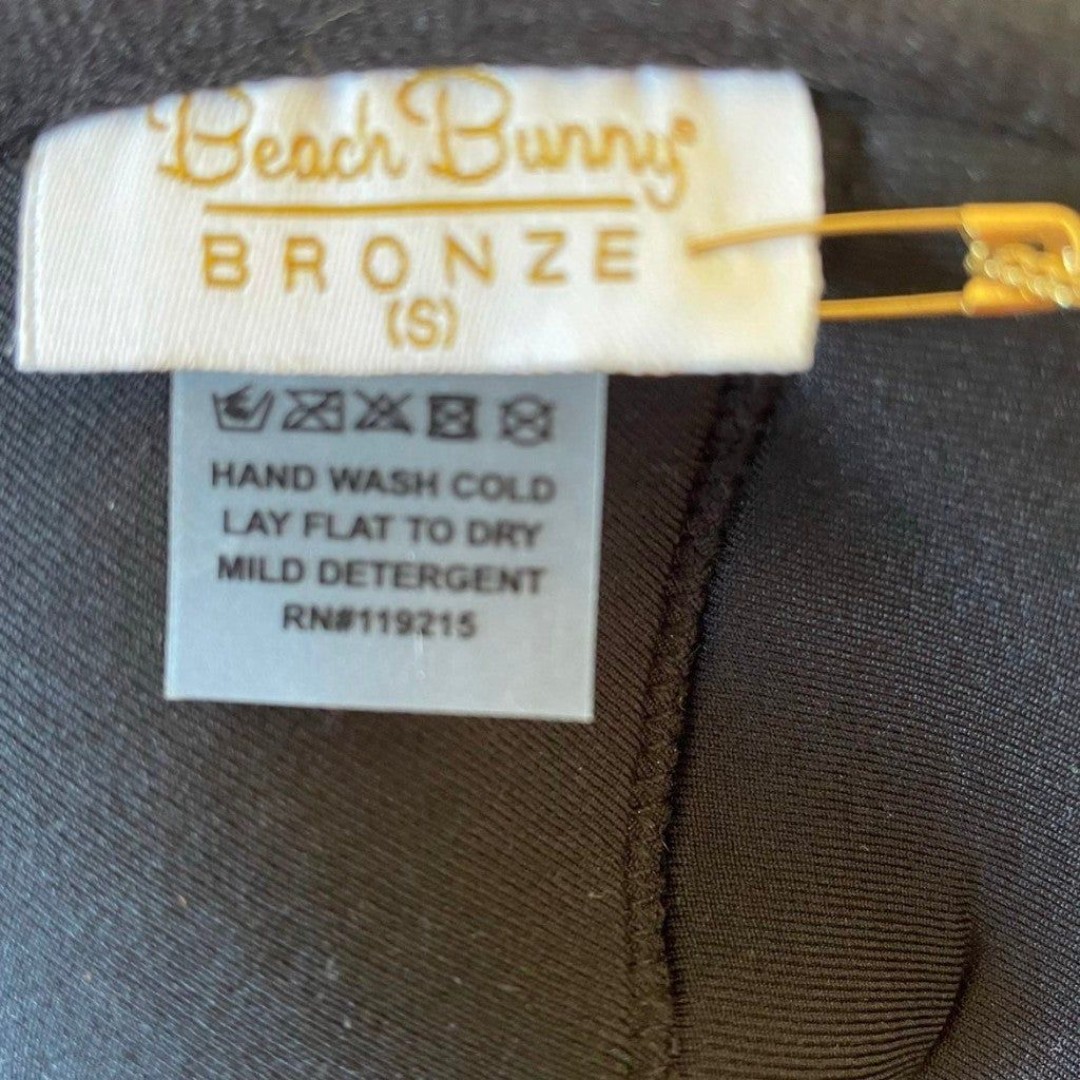 Beach Bunny®
BRONZE
(S)
HAND WASH COLD
LAY FLAT TO DRY
MILD DETERGENT
RN#119215